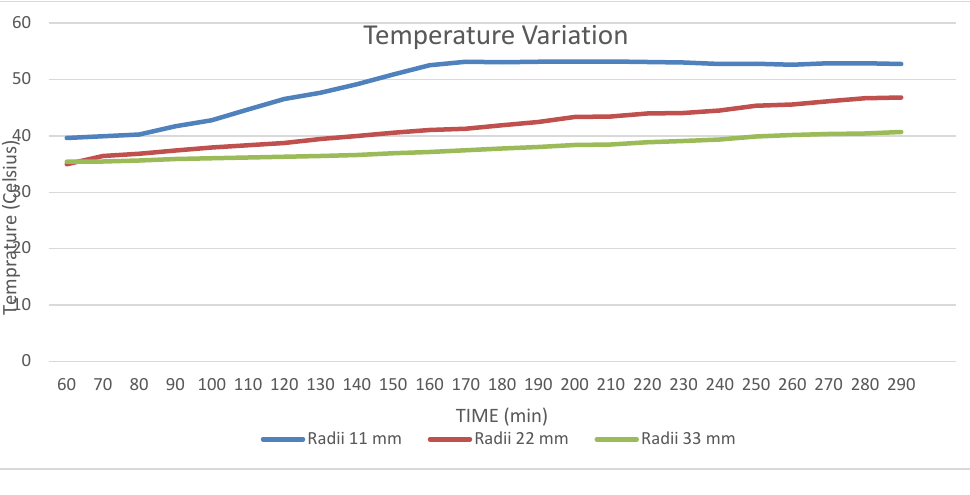 Temperature Variation
60
50
40
30
20
10
0
Temprature (Celsius)
60 70 80 90 100 110 120 130 140 150 160 170 180 190 200 210 220 230 240 250 260 270 280 290
TIME (min)
Radii 11 mm Radii 22 mm Radii 33 mm